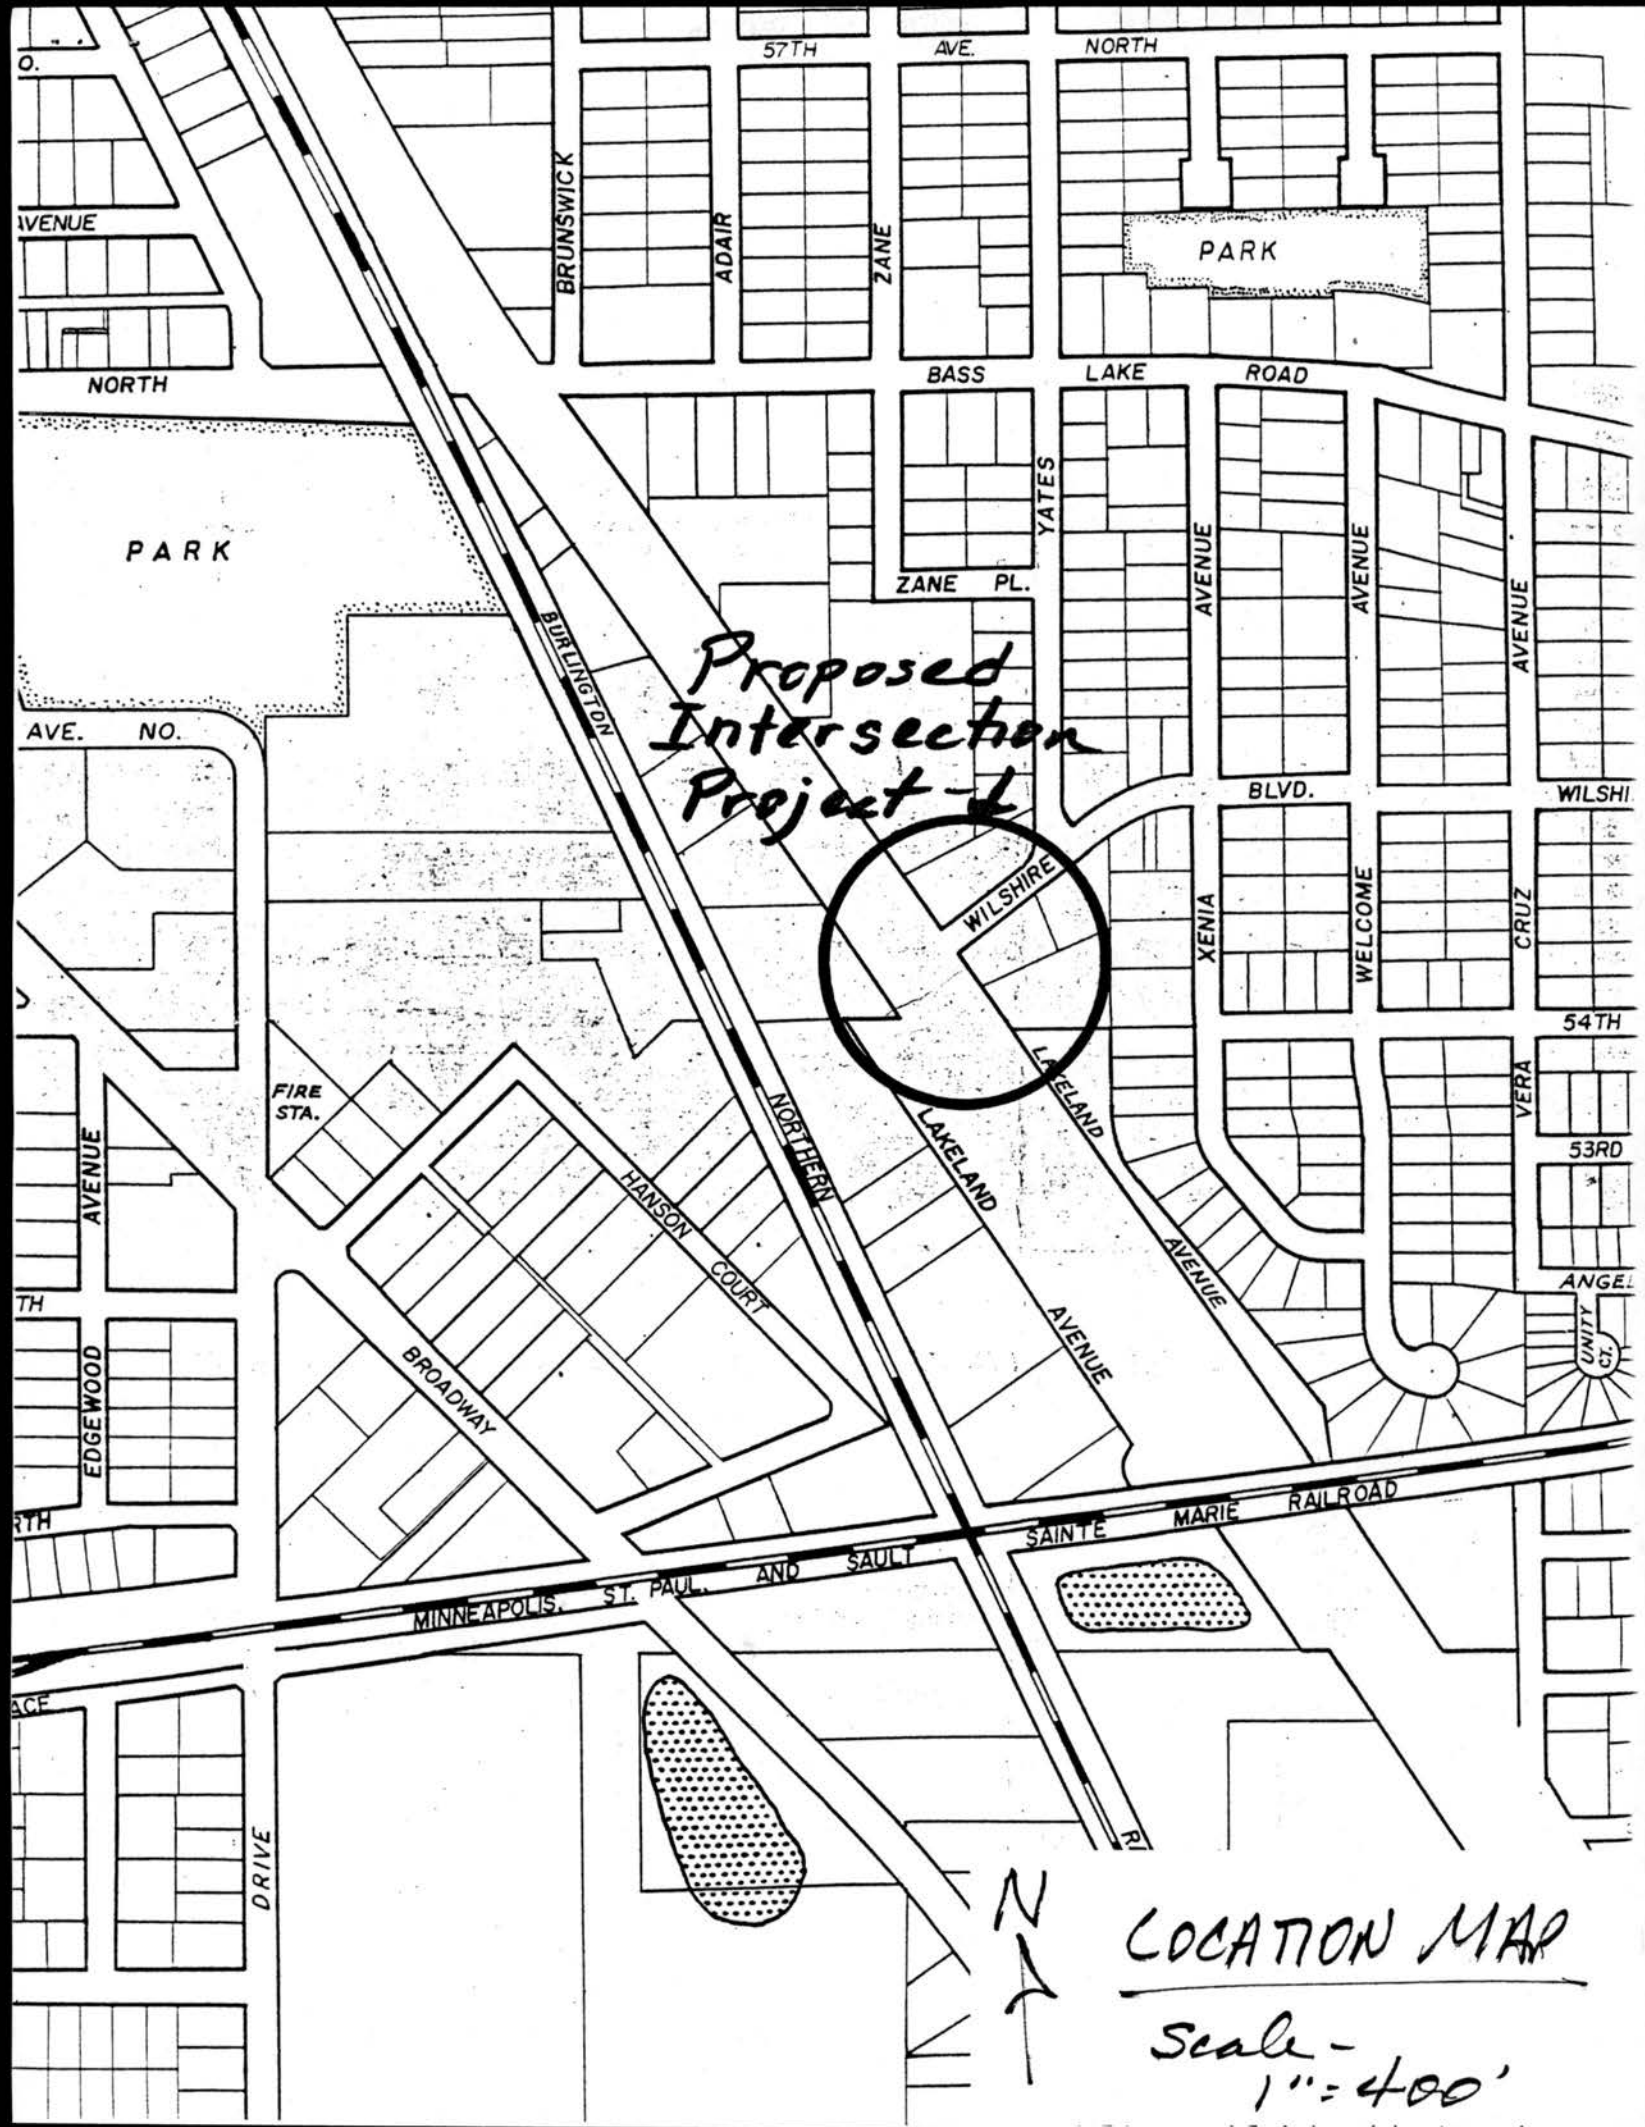 O.
57TH AVE. NORTH
BRUNSWICK
ADAIR
ZANE
AVENUE
PARK
NORTH
BASS LAKE ROAD
YATES
PARK
AVENUE
AVENUE
AVENUE
ZANE PL.
BURLINGTON
Proposed
Intersection
Project
AVE. NO.
BLVD.
WILSHI
WILSHIRE
XENIA
WELCOME
CRUZ
54TH
FIRE
STA.
LAKELAND
VERA
NORTHERN
LAKELAND
AVENUE
53RD
HANSON
COURT
AVENUE
ANGEL
TH
UNITY
CT.
AVENUE
BROADWAY
EDGEWOOD
RTH
MINNEAPOLIS, ST. PAUL, AND SAULT SAINTE MARIE RAILROAD
ACE
DRIVE
R
N
LOCATION MAP
Scale -
1" = 400'